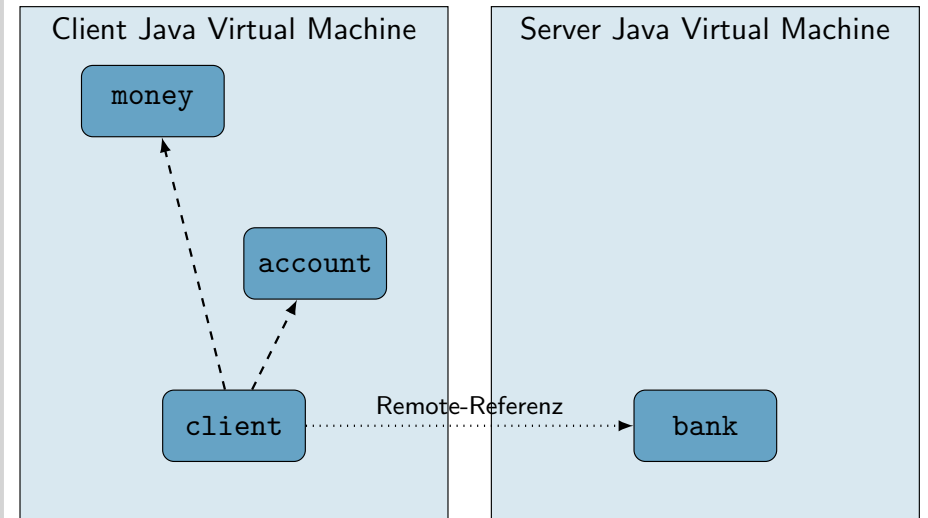 Client Java Virtual Machine
Server Java Virtual Machine
money
account
Remote-Referenz
client
bank